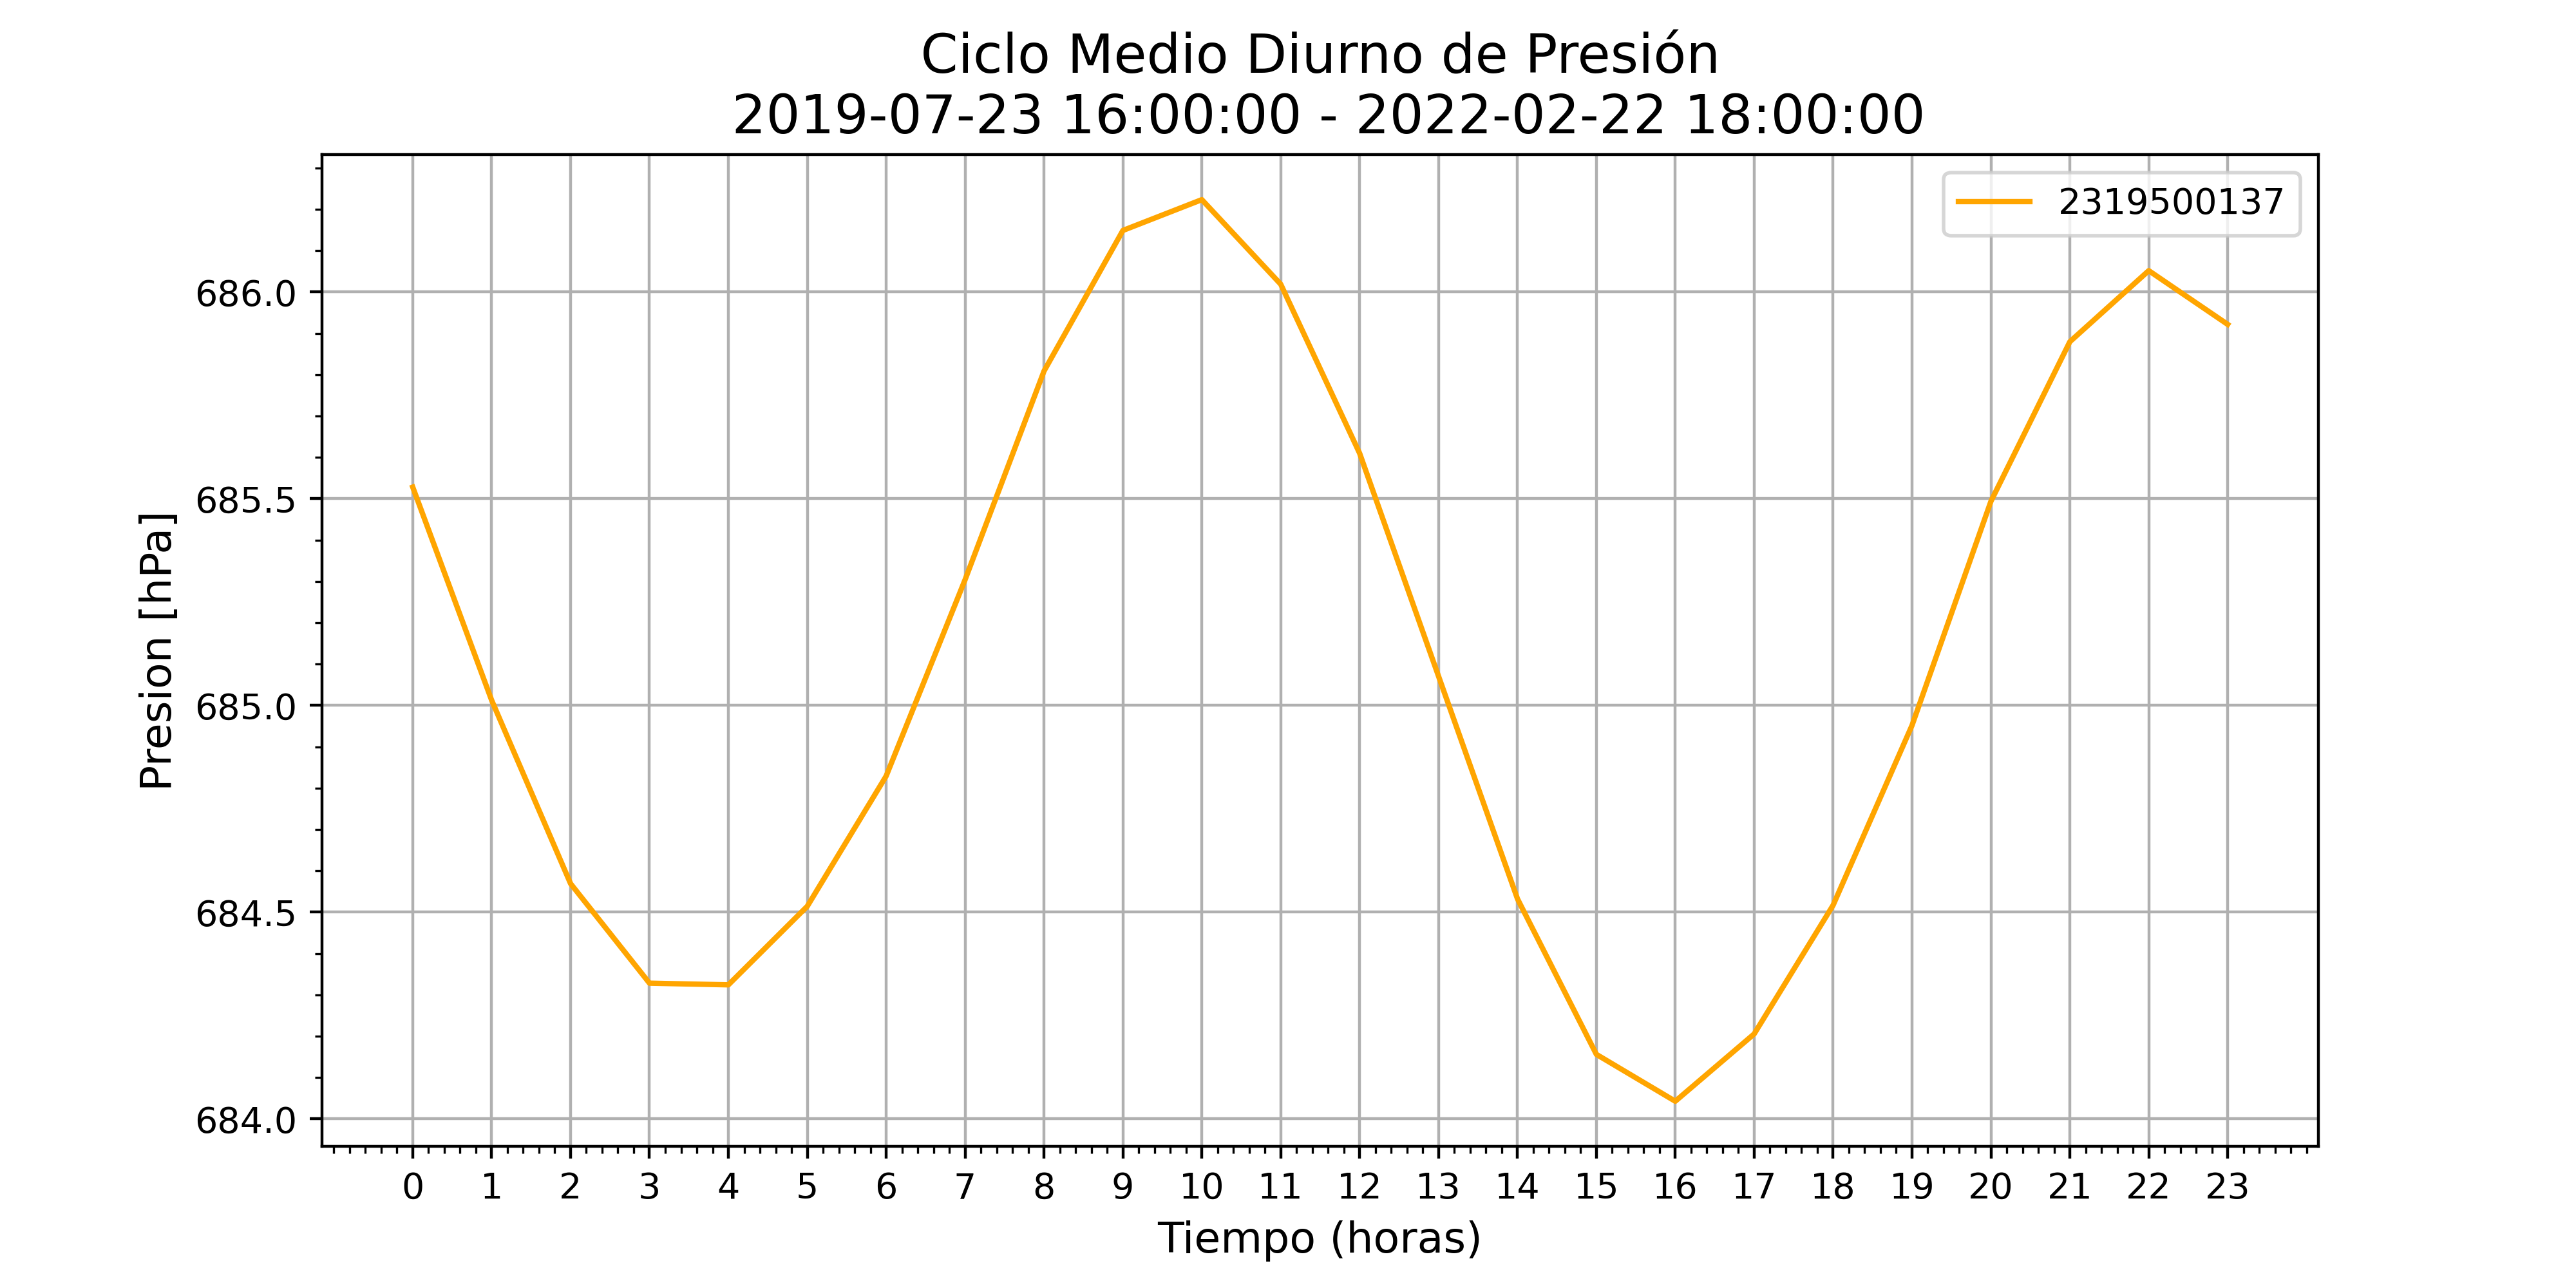 Ciclo Medio Diurno de Presión
2019-07-23 16:00:00 - 2022-02-22 18:00:00
2319500137
Presion [hPa]
686.0
685.5
685.0
684.5
684.0
0 1 2 3 4 5 6 7 8 9 10 11 12 13 14 15 16 17 18 19 20 21 22 23
Tiempo (horas)